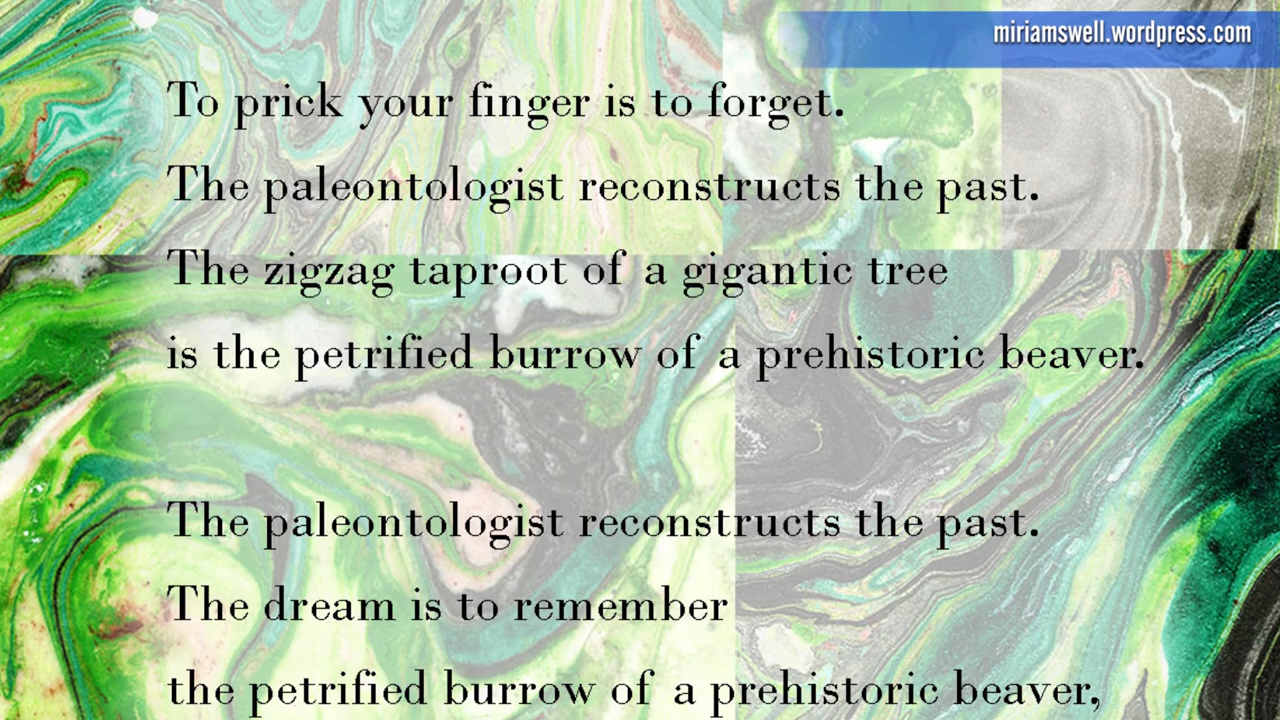 miriamswell.wordpress.com
To prick your finger is to forget.
The paleontologist reconstructs the past.
The zigzag taproot of a gigantic tree
is the petrified burrow of a prehistoric beaver.
The paleontologist reconstructs the past.
The dream is to remember
the petrified burrow of a prehistoric beaver,